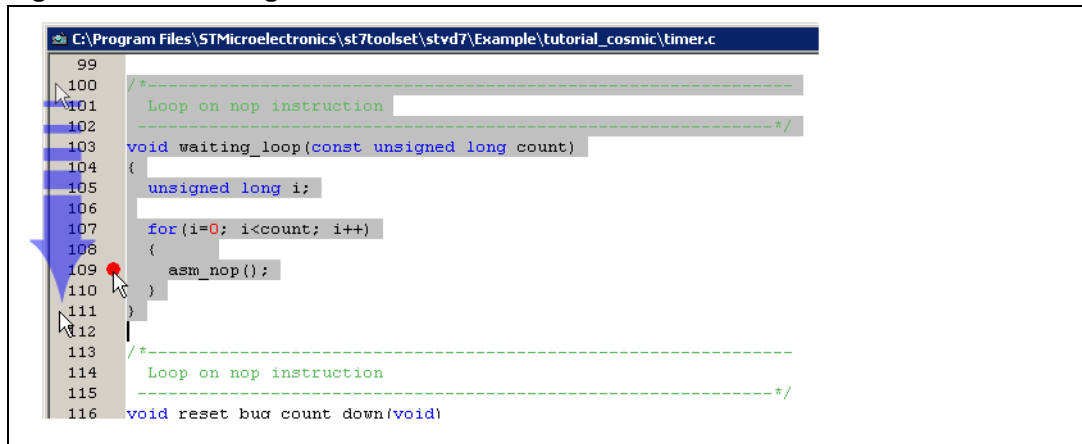 C:\Program Files\STMicroelectronics\st7toolset\stvd7\Example\tutorial_cosmic\timer.c
99
100 /*---------------------------------------------------------------
101 Loop on nop instruction
102 ---------------------------------------------------------------*/
103 void waiting_loop(const unsigned long count)
104 {
105 unsigned long i;
106
107 for(i=0; i<count; i++)
108 {
109 asm_nop();
110 }
111 }
112
113 /*---------------------------------------------------------------
114 Loop on nop instruction
115 ---------------------------------------------------------------*/
116 void reset_bug_count_down(void)